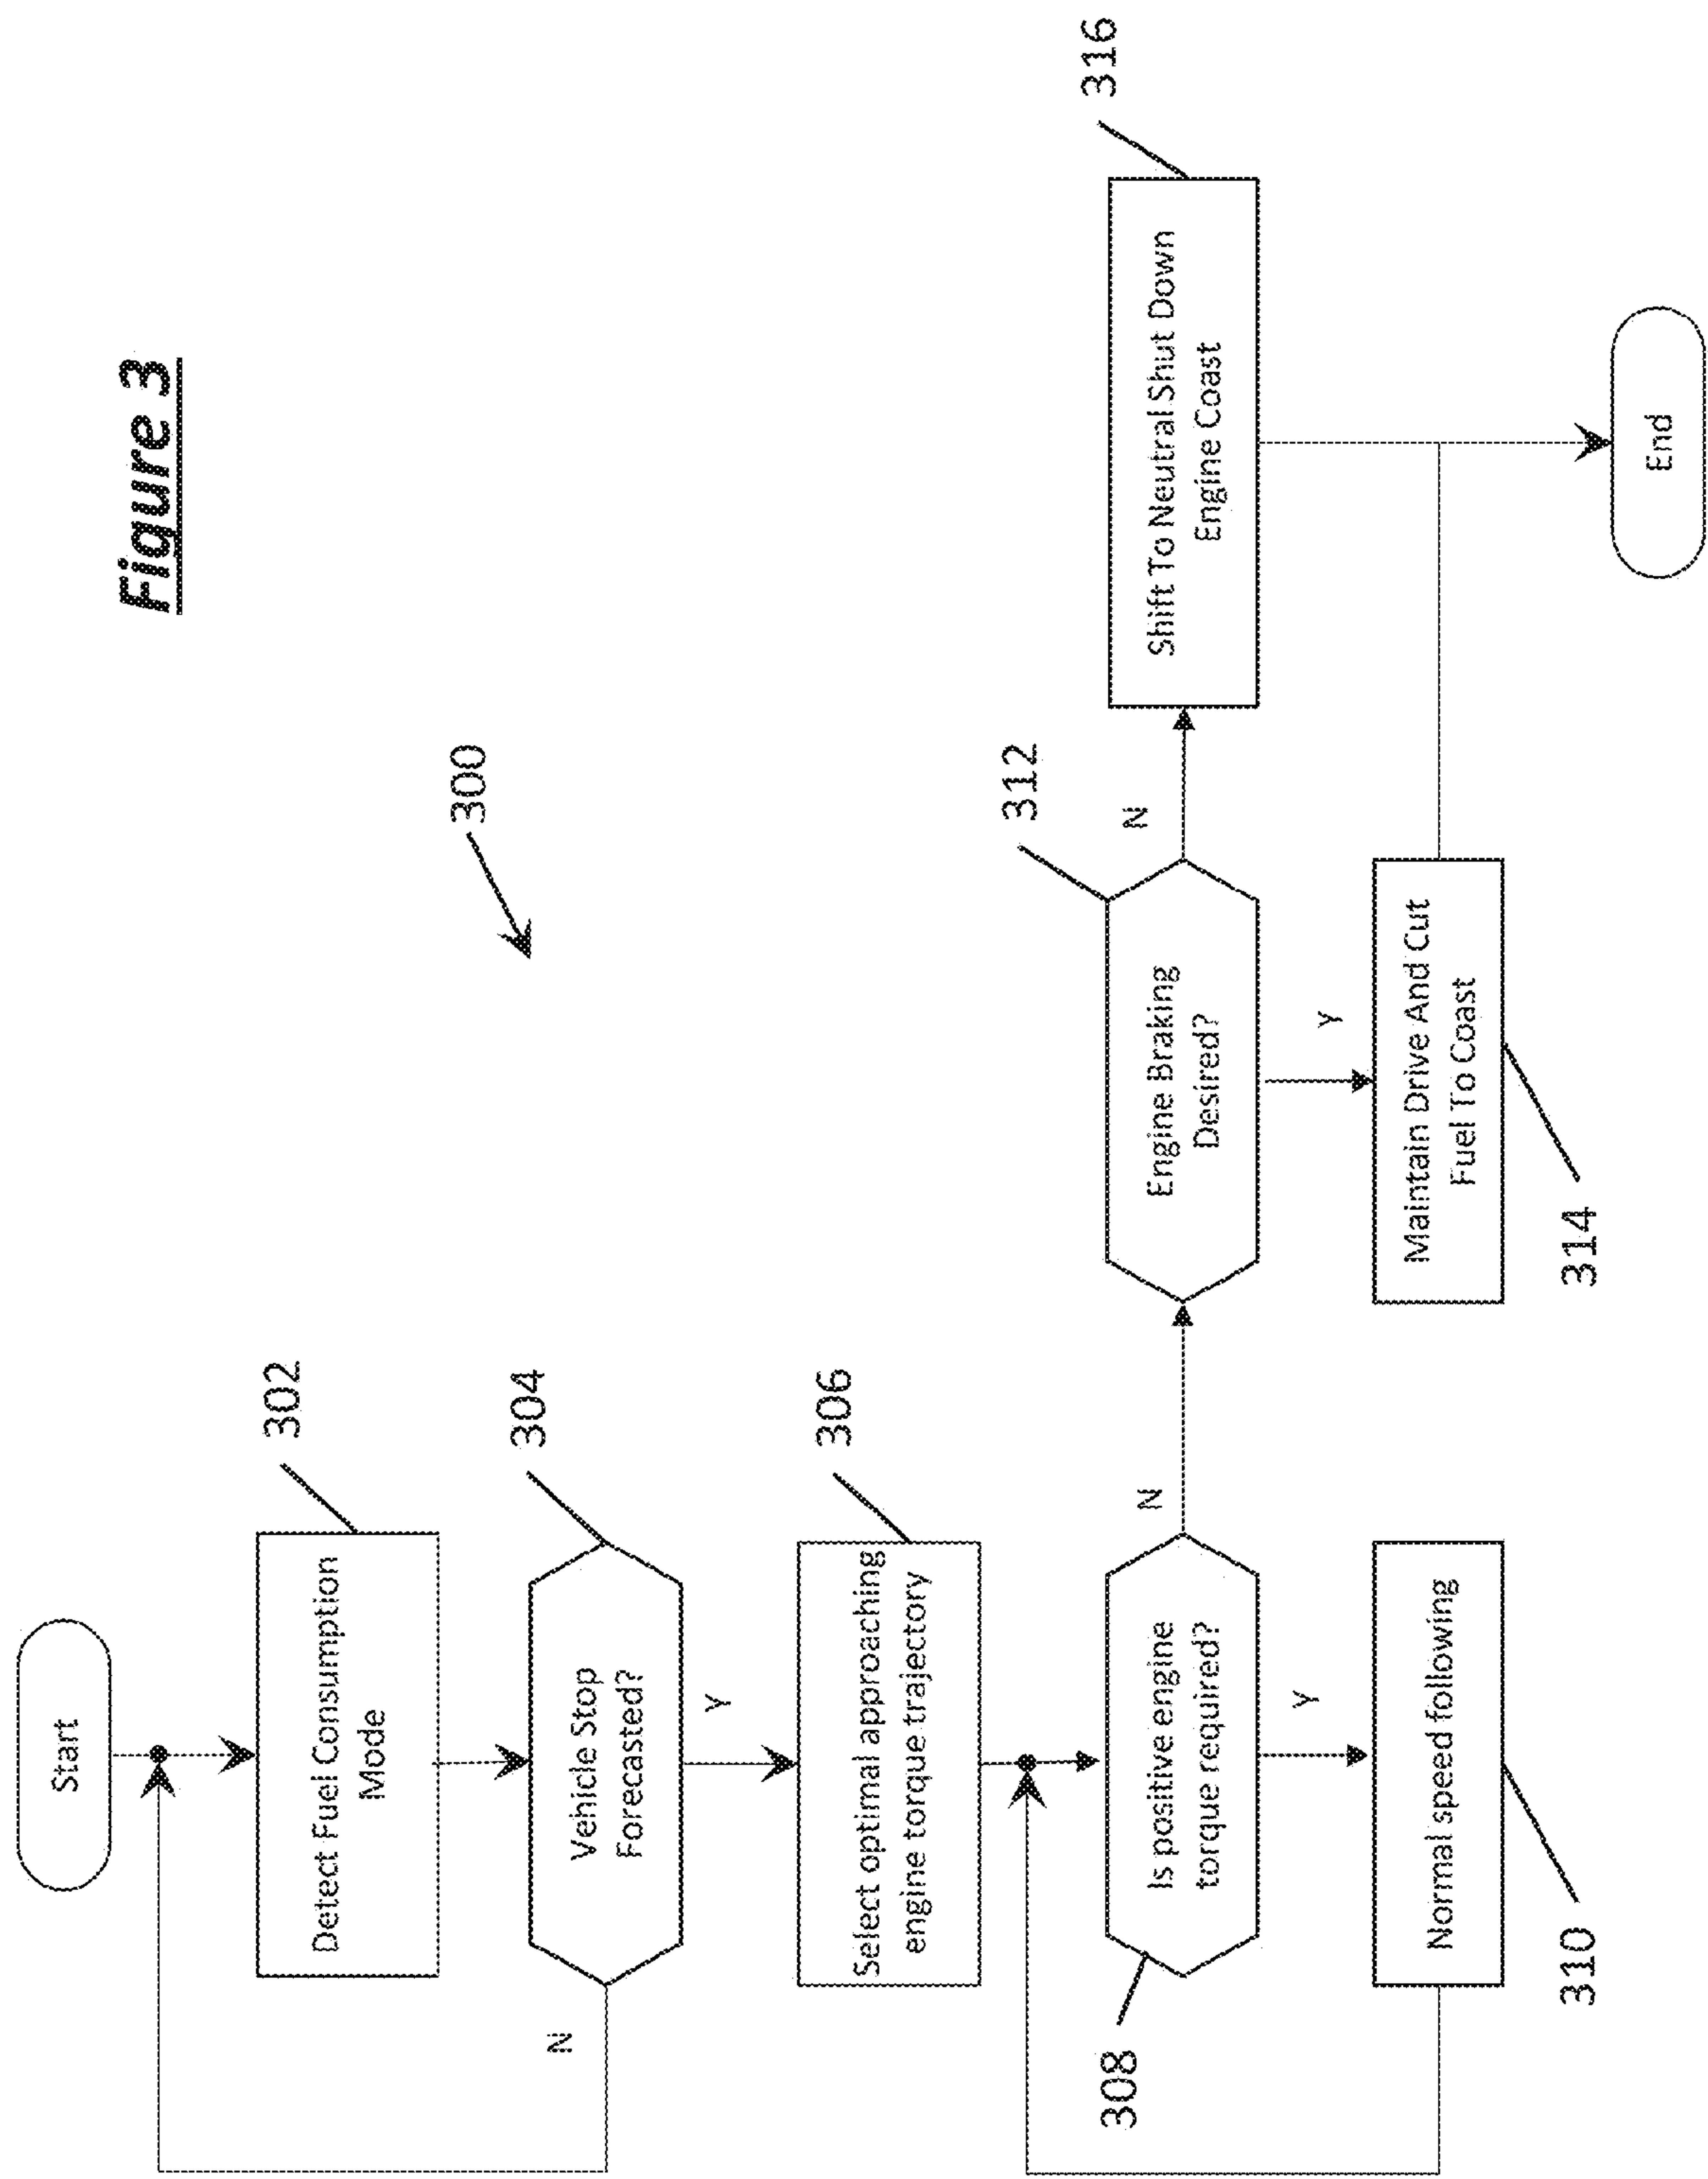 Figure 3
300
Start
Detect Fuel Consumption
Mode
302
Vehicle Stop
Forecasted?
304
N
Y
Select optimal approaching
engine torque trajectory
306
Is positive engine
torque required?
308
N
Y
Normal speed following
310
Engine Braking
Desired?
312
N
Y
Maintain Drive And Cut
Fuel To Coast
314
Shift To Neutral Shut Down
Engine Coast
316
End